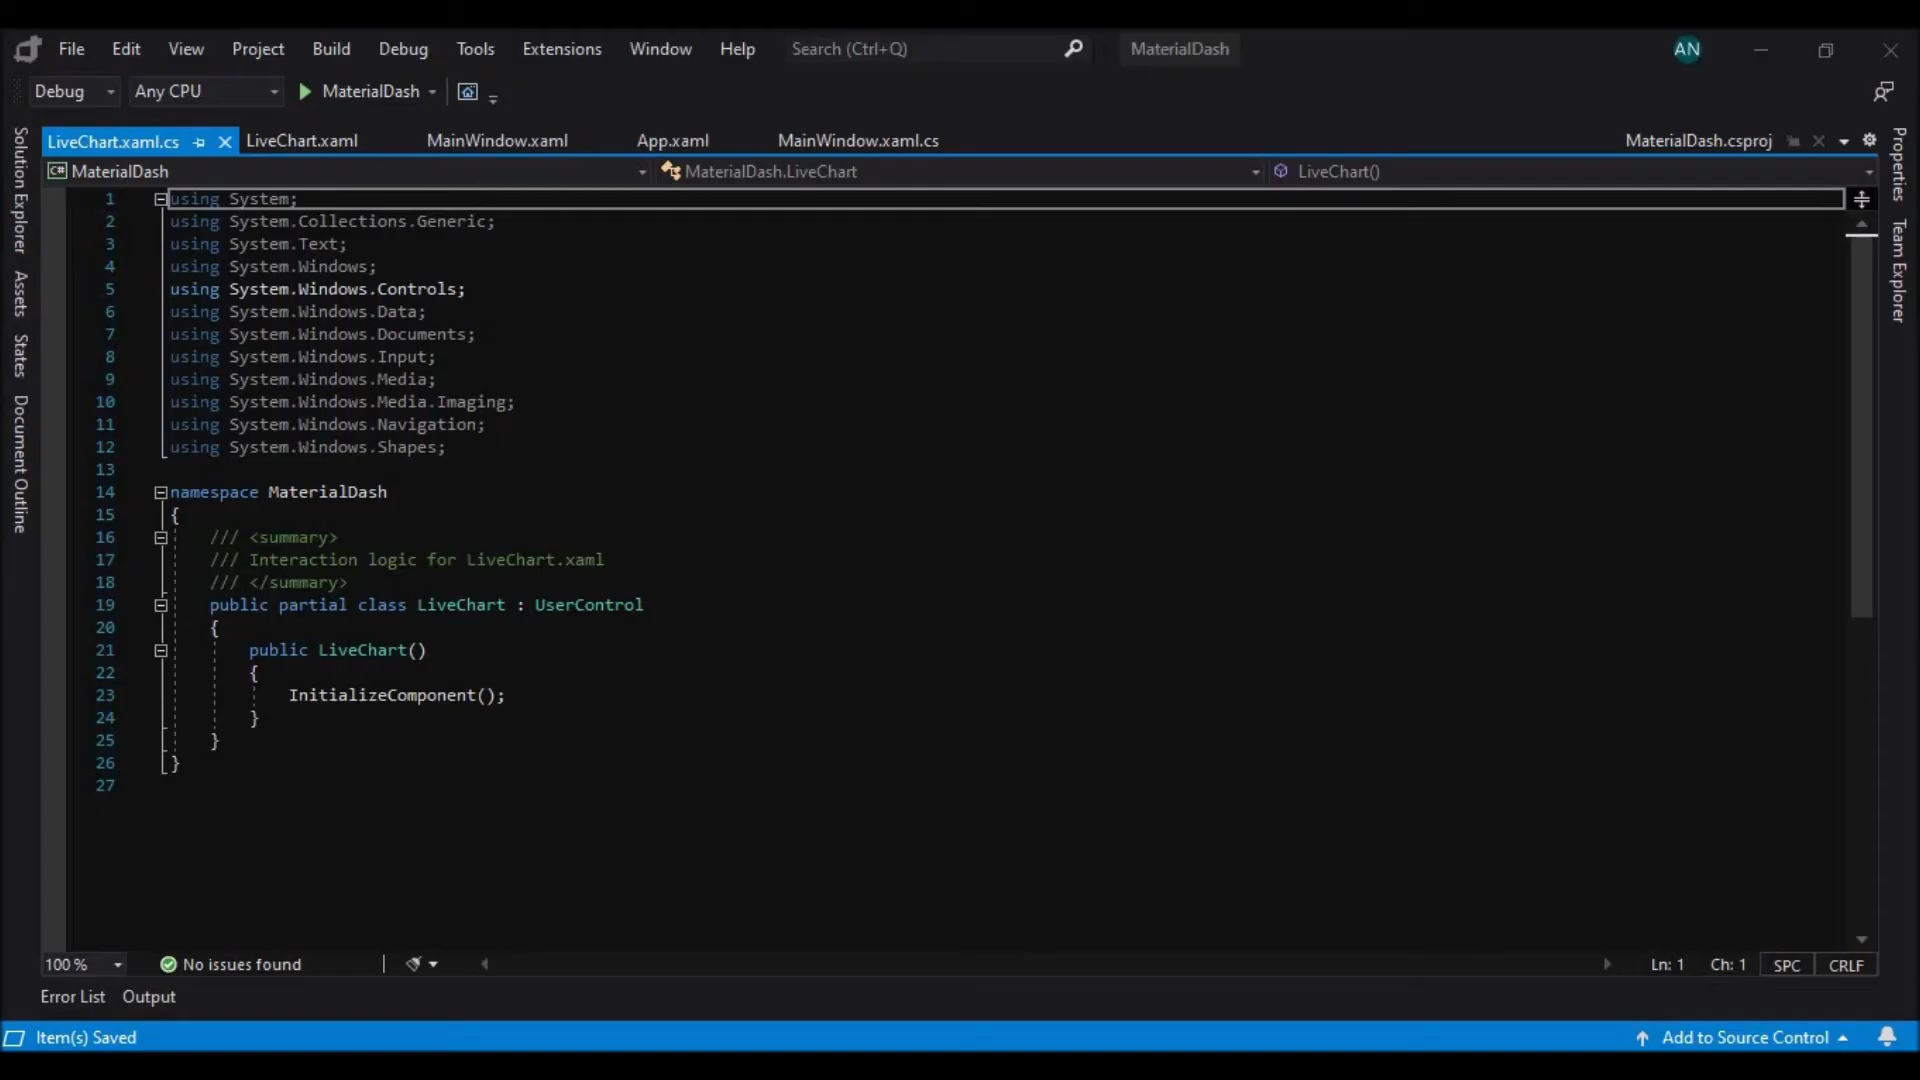 File Edit View Project Build Debug Tools Extensions Window Help Search (Ctrl+Q) MaterialDash AN
Debug Any CPU MaterialDash
LiveChart.xaml.cs LiveChart.xaml MainWindow.xaml App.xaml MainWindow.xaml.cs MaterialDash.csproj
C# MaterialDash MaterialDash.LiveChart LiveChart()
Solution Explorer
Assets
States
Document Outline
1 using System;
2 using System.Collections.Generic;
3 using System.Text;
4 using System.Windows;
5 using System.Windows.Controls;
6 using System.Windows.Data;
7 using System.Windows.Documents;
8 using System.Windows.Input;
9 using System.Windows.Media;
10 using System.Windows.Media.Imaging;
11 using System.Windows.Navigation;
12 using System.Windows.Shapes;
13
14 namespace MaterialDash
15 {
16 /// <summary>
17 /// Interaction logic for LiveChart.xaml
18 /// </summary>
19 public partial class LiveChart : UserControl
20 {
21 public LiveChart()
22 {
23 InitializeComponent();
24 }
25 }
26 }
27
Properties
Team Explorer
100 % No issues found Ln: 1 Ch: 1 SPC CRLF
Error List Output
Item(s) Saved Add to Source Control